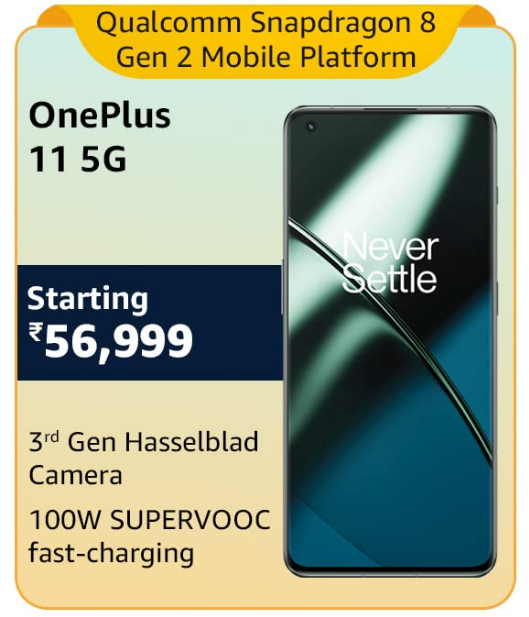 Qualcomm Snapdragon 8
Gen 2 Mobile Platform
OnePlus
11 5G
Starting
₹56,999
3rd Gen Hasselblad
Camera
100W SUPERVOOC
fast-charging
Never
Settle